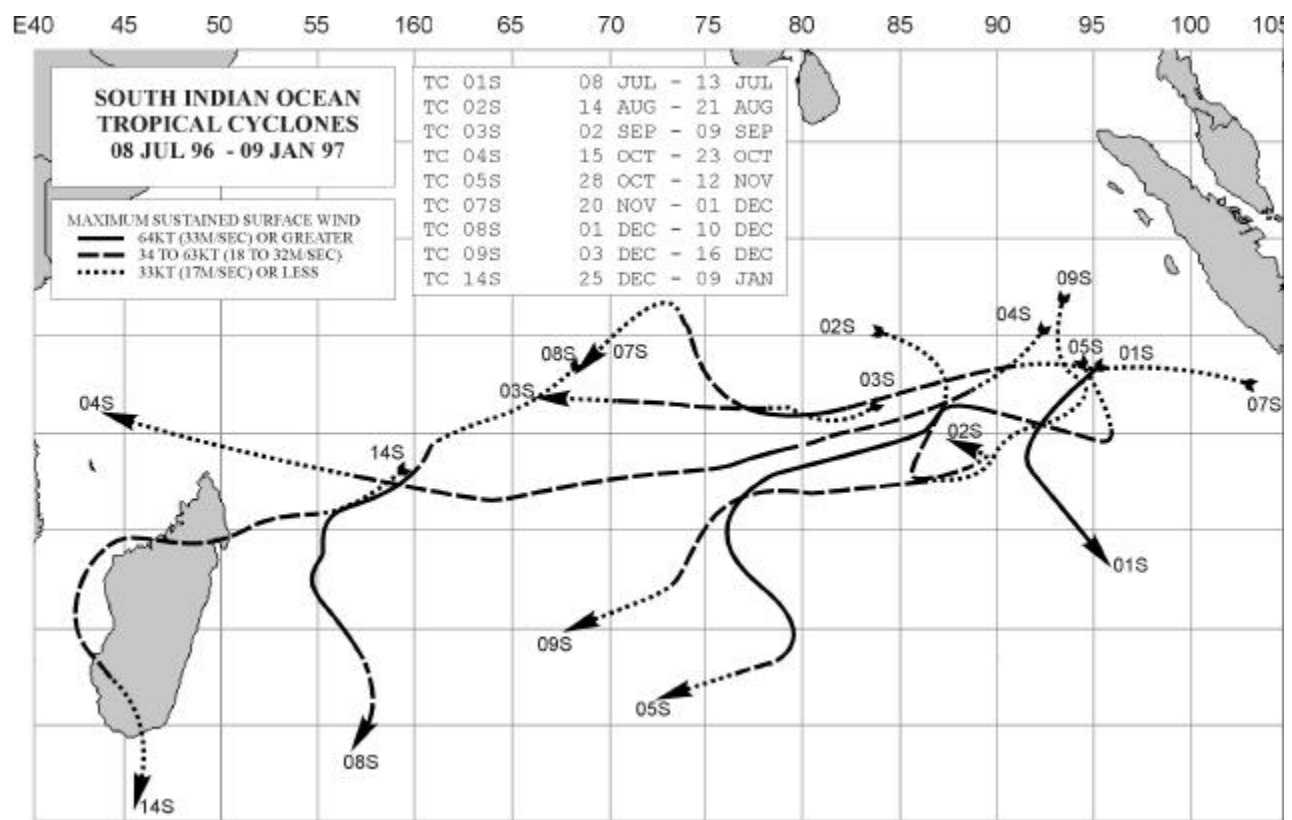 E40 45 50 55 160 65 70 75 80 85 90 95 100 105
SOUTH INDIAN OCEAN
TROPICAL CYCLONES
08 JUL 96 - 09 JAN 97
TC 01S 08 JUL - 13 JUL
TC 02S 14 AUG - 21 AUG
TC 03S 02 SEP - 09 SEP
TC 04S 15 OCT - 23 OCT
TC 05S 28 OCT - 12 NOV
TC 07S 20 NOV - 01 DEC
TC 08S 01 DEC - 10 DEC
TC 09S 03 DEC - 16 DEC
TC 14S 25 DEC - 09 JAN
MAXIMUM SUSTAINED SURFACE WIND
64KT (33M/SEC) OR GREATER
34 TO 63KT (18 TO 32M/SEC)
33KT (17M/SEC) OR LESS
09S
04S
02S
08S 07S
05S 01S
03S
03S
07S
04S
02S
14S
01S
09S
05S
08S
14S